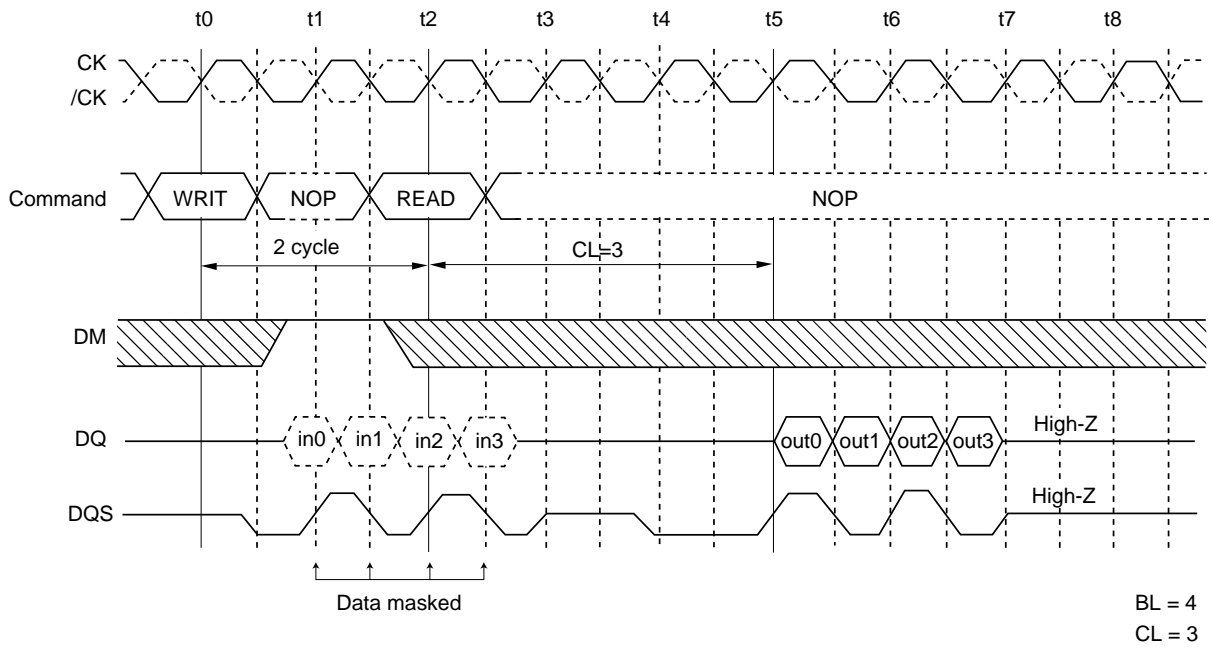 t0 t1 t2 t3 t4 t5 t6 t7 t8
CK
/CK
Command WRIT NOP READ NOP
2 cycle CL=3
DM
DQ in0 in1 in2 in3 out0 out1 out2 out3 High-Z
DQS High-Z
Data masked
BL = 4
CL = 3